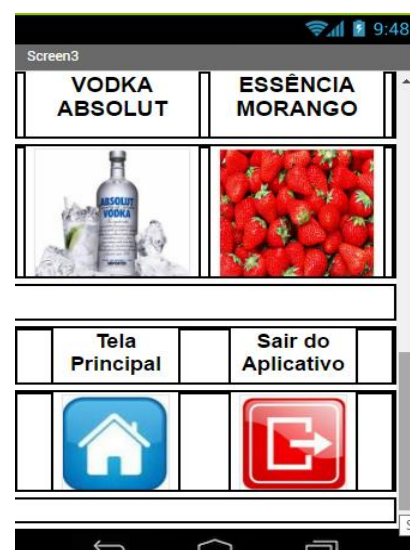 9:48
Screen3
VODKA ESSÊNCIA
ABSOLUT MORANGO
ABSOLUT
VODKA
Tela Sair do
Principal Aplicativo
S